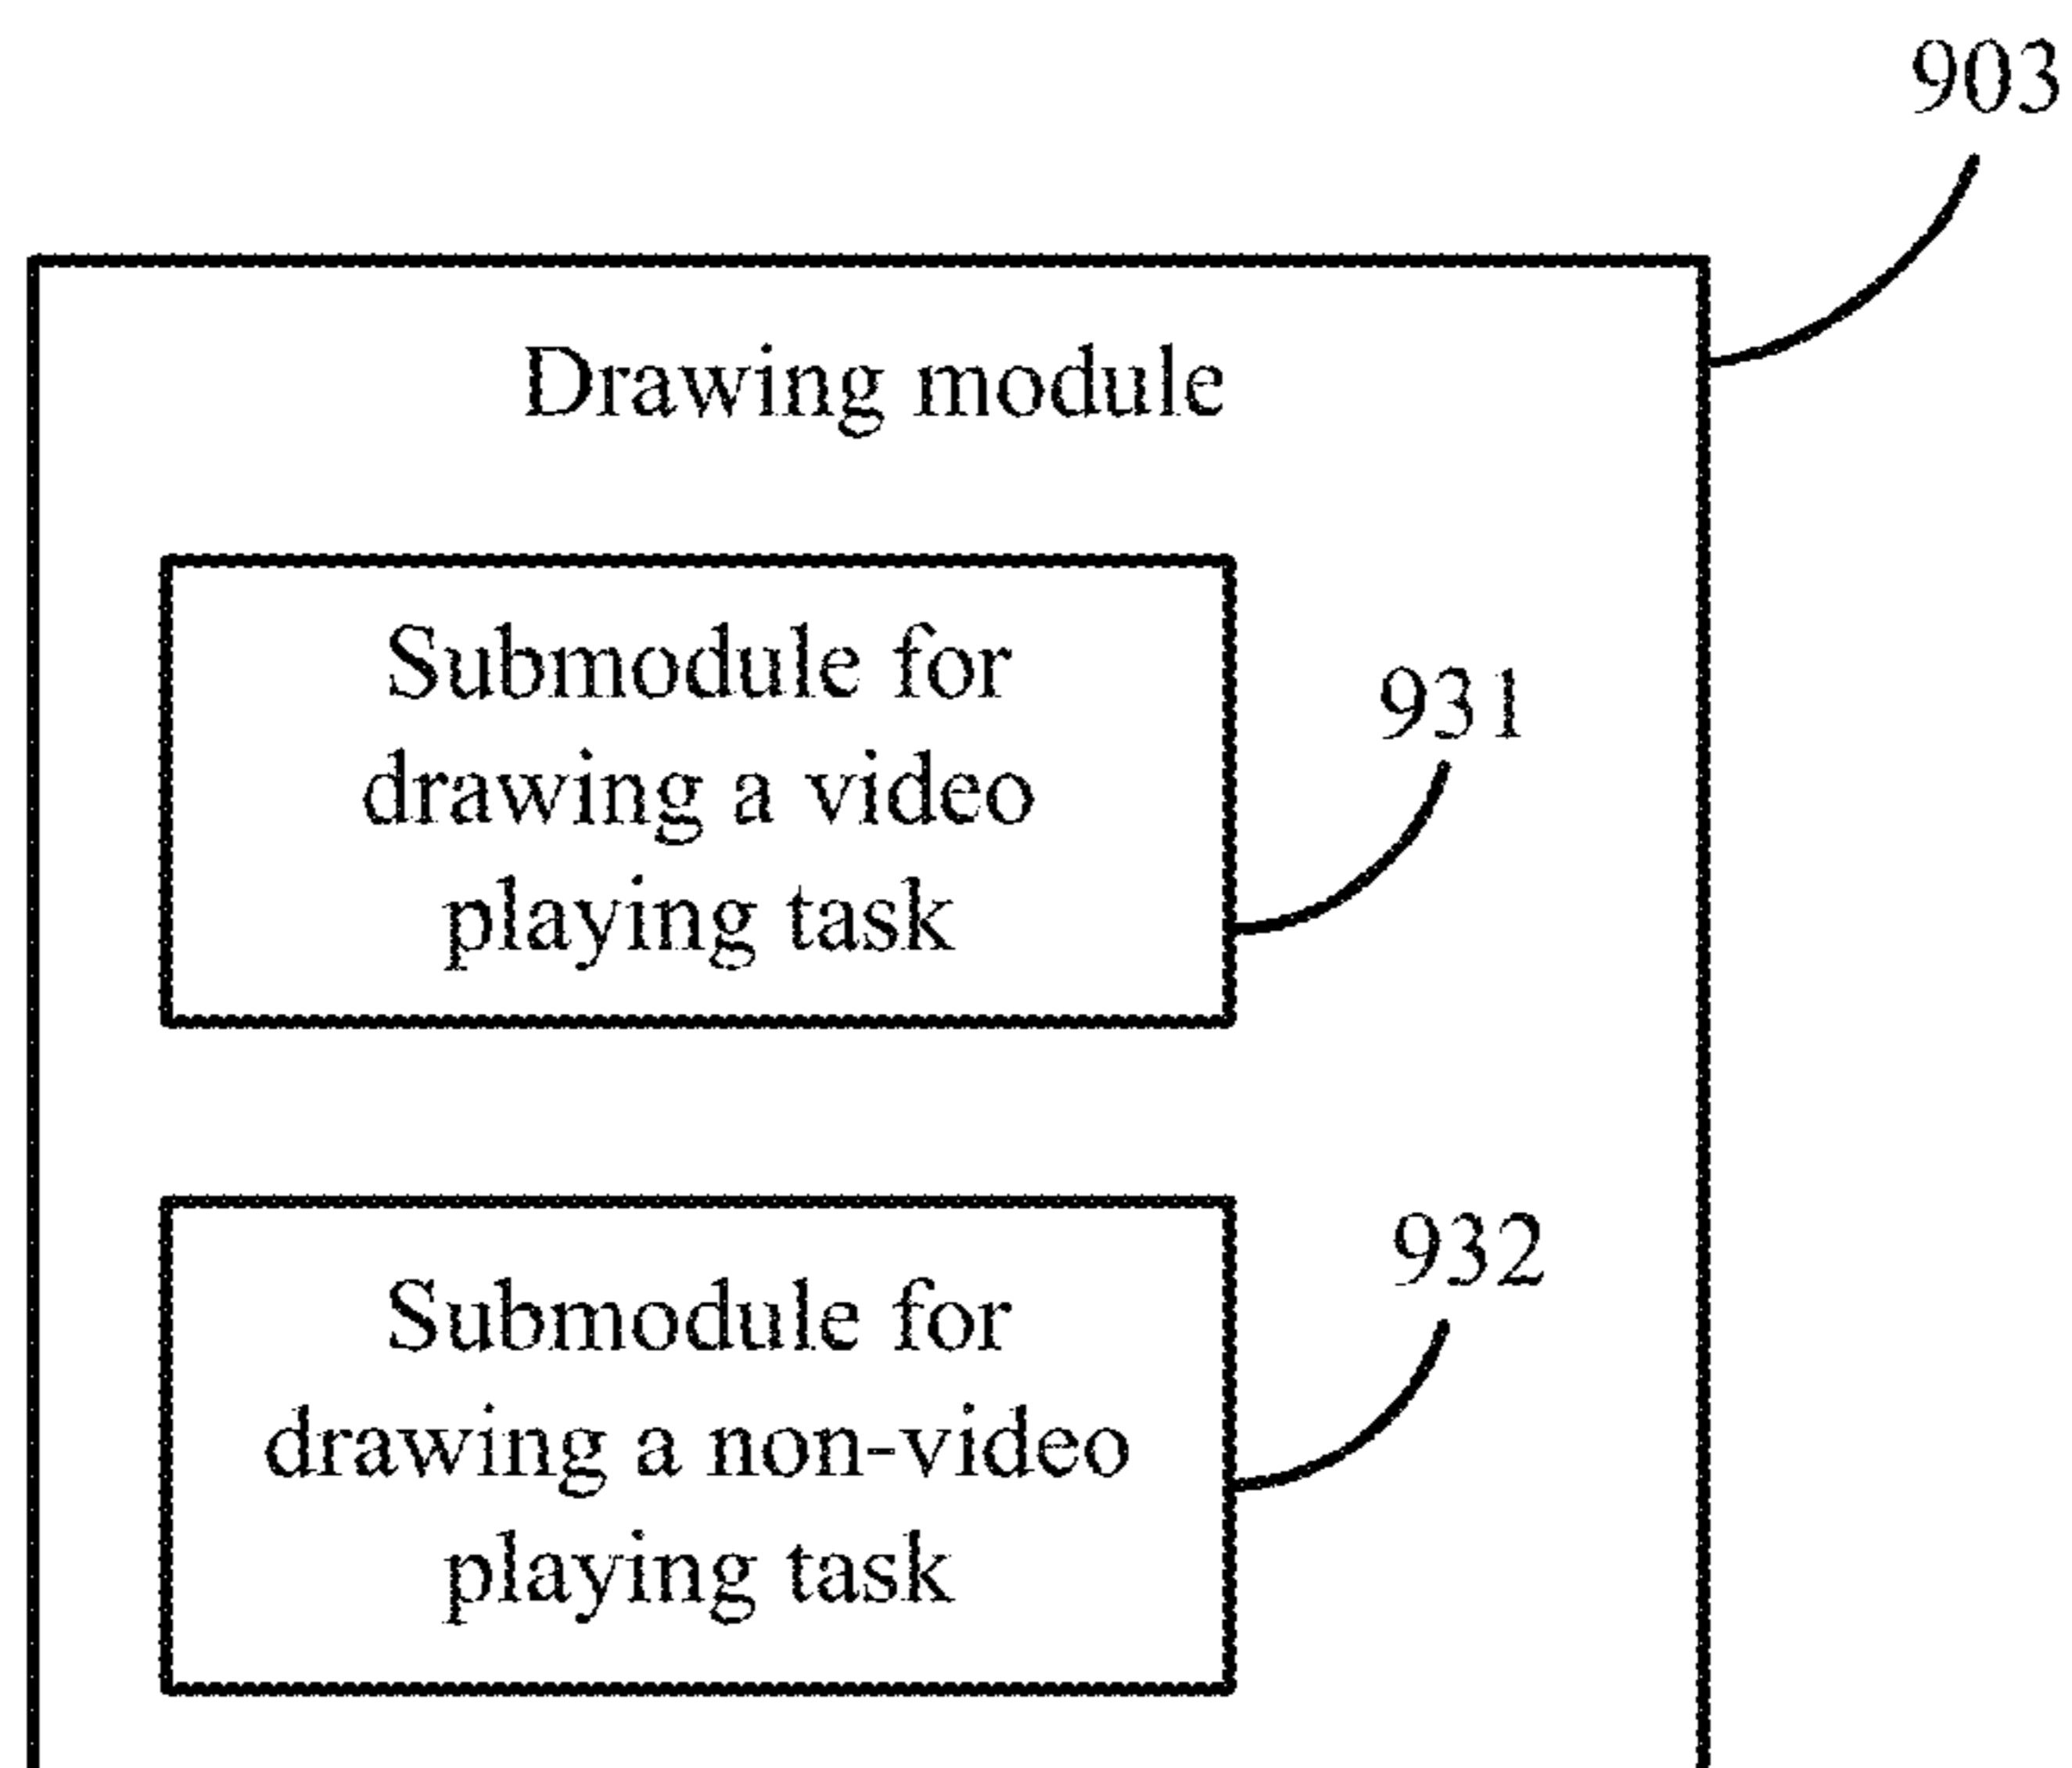 903
Drawing module
Submodule for
drawing a video
playing task
931
Submodule for
drawing a non-video
playing task
932